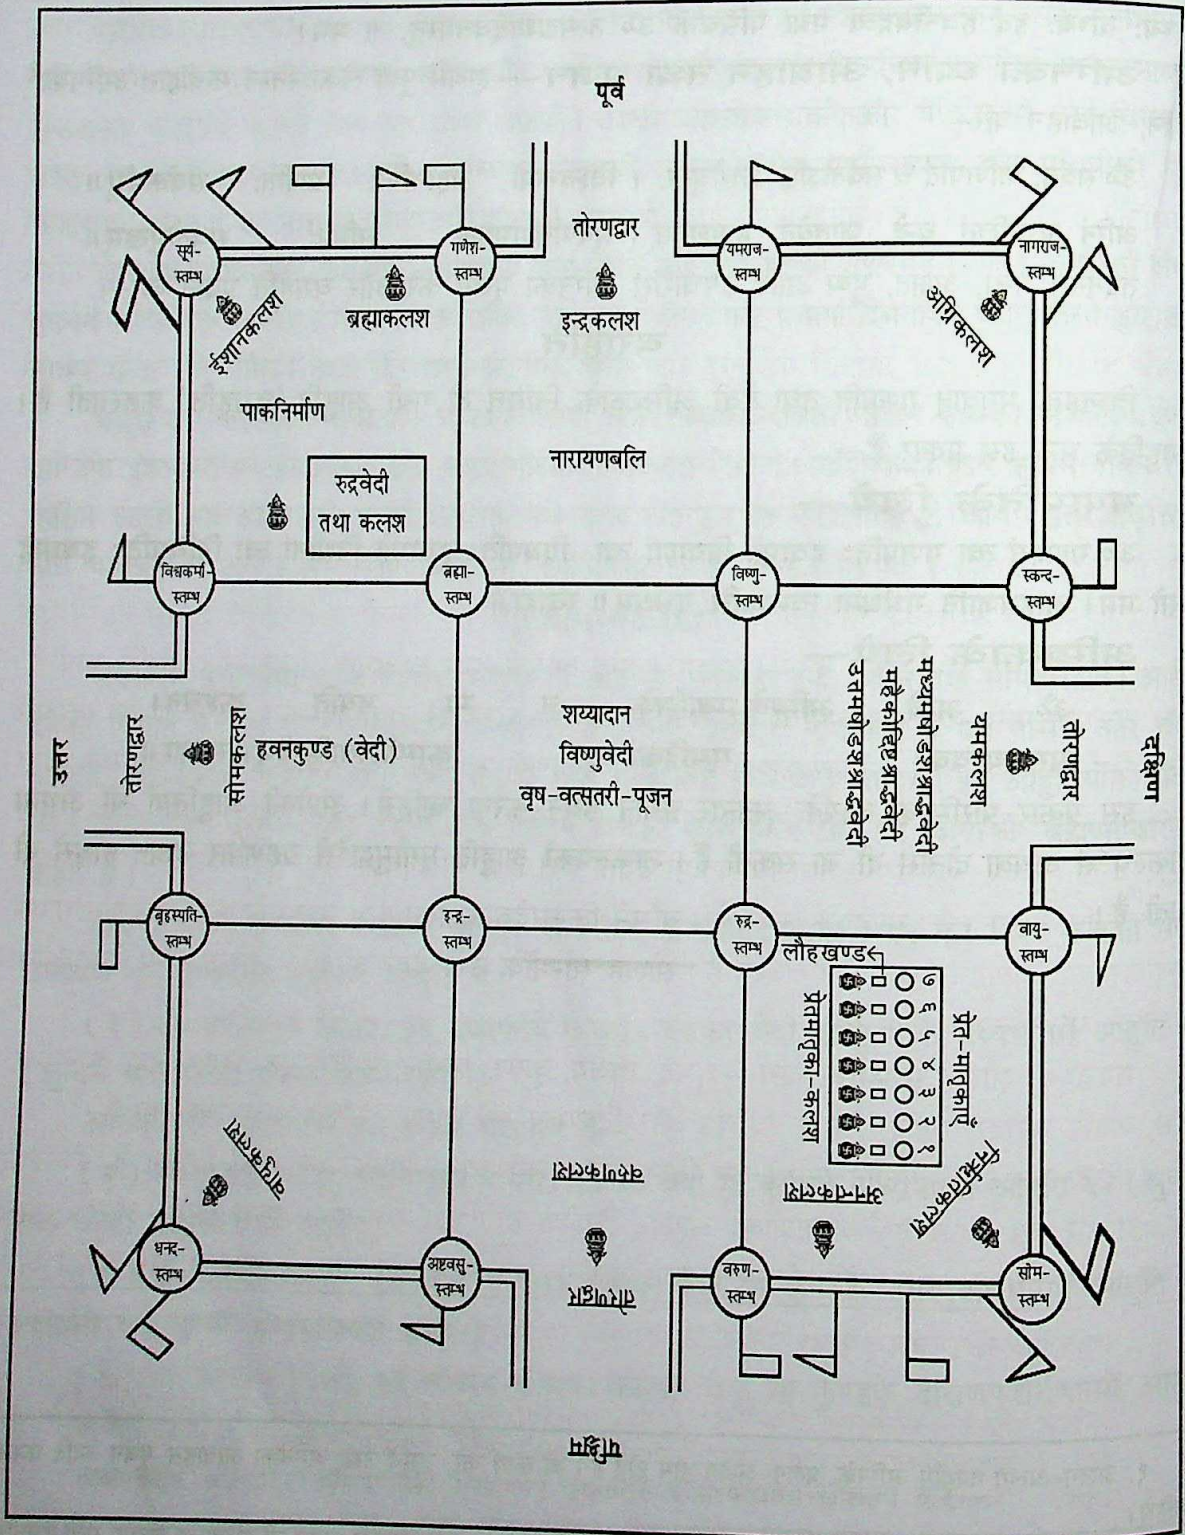 पूर्व
सूर्य-
स्तम्भ
गणेश-
स्तम्भ
तोरणद्वार
यमराज-
स्तम्भ
नागराज-
स्तम्भ
ईशानकलश
ब्रह्माकलश
इन्द्रकलश
अग्निकलश
पाकनिर्माण
नारायणबलि
रुद्रवेदी
तथा कलश
विश्वकर्मा-
स्तम्भ
ब्रह्मा-
स्तम्भ
विष्णु-
स्तम्भ
स्कन्द-
स्तम्भ
उत्तर
तोरणद्वार
सोमकलश
हवनकुण्ड (वेदी)
शय्यादान
विष्णुवेदी
वृष-वत्सतरी-पूजन
मध्यमषोडशश्राद्धवेदी
महैकोद्दिष्टश्राद्धवेदी
उत्तमषोडशश्राद्धवेदी
यमकलश
तोरणद्वार
दक्षिण
बृहस्पति-
स्तम्भ
इन्द्र-
स्तम्भ
रुद्र-
स्तम्भ
वायु-
स्तम्भ
लौहखण्ड
७
६
५
४
३
२
१
प्रेत-मातृकाएँ
प्रेतमातृका-कलश
वायुकलश
वरुणकलश
अनन्तकलश
निर्ऋतिकलश
धनद-
स्तम्भ
अष्टवसु-
स्तम्भ
तोरणद्वार
वरुण-
स्तम्भ
सोम-
स्तम्भ
पश्चिम